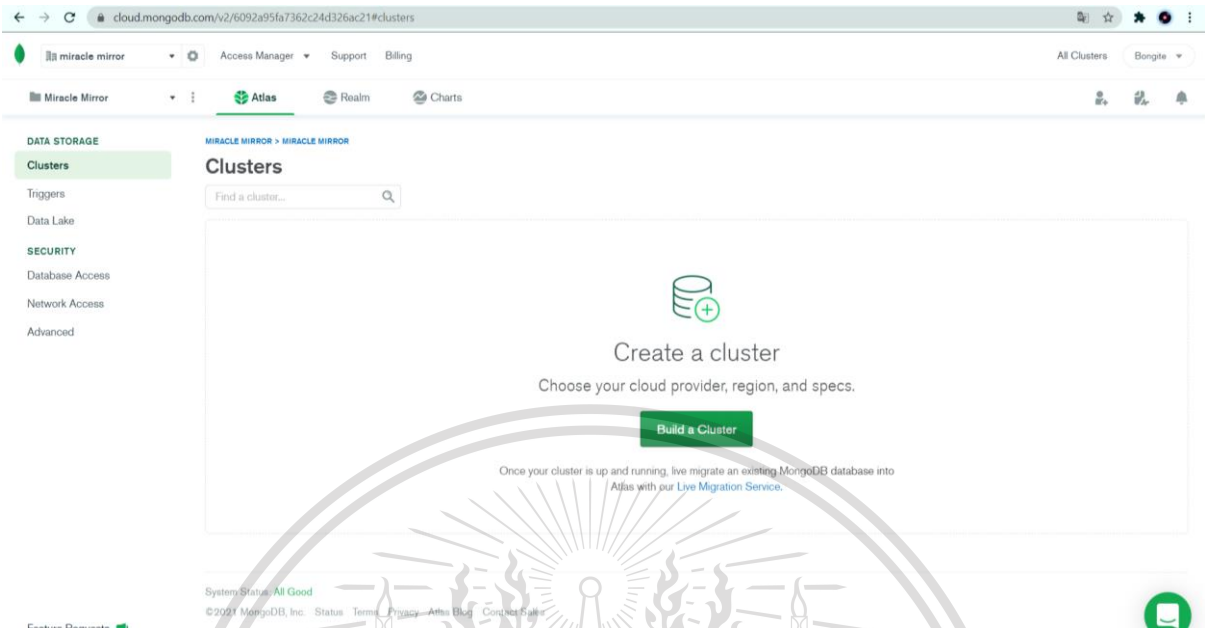 cloud.mongodb.com/v2/6092a95fa7362c24d326ac21#clusters
miracle mirror Access Manager Support Billing All Clusters Bongite
Miracle Mirror Atlas Realm Charts
DATA STORAGE
Clusters
Triggers
Data Lake
SECURITY
Database Access
Network Access
Advanced
MIRACLE MIRROR > MIRACLE MIRROR
Clusters
Find a cluster...
Create a cluster
Choose your cloud provider, region, and specs.
Build a Cluster
Once your cluster is up and running, live migrate an existing MongoDB database into
Atlas with our Live Migration Service.
System Status: All Good
©2021 MongoDB, Inc. Status Terms Privacy Atlas Blog Contact Sales
Feature Requests